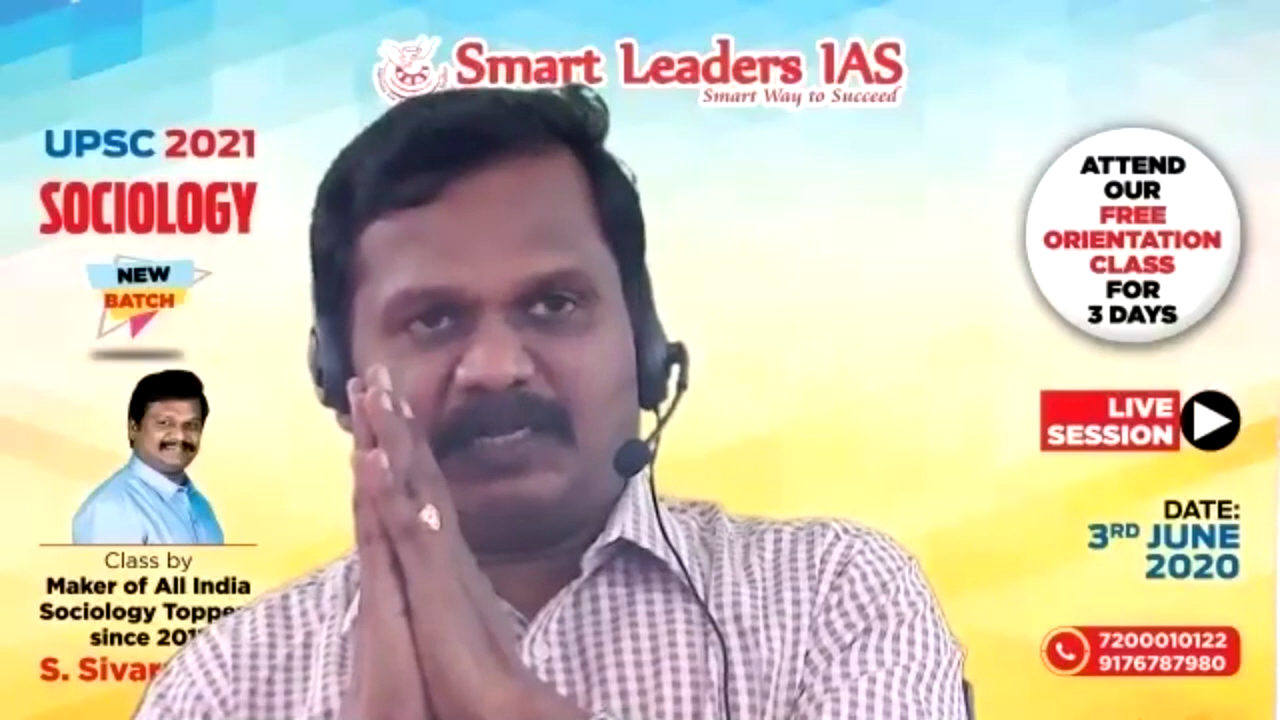 Smart Leaders IAS
Smart Way to Succeed
UPSC 2021
SOCIOLOGY
NEW
BATCH
Class by
Maker of All India
Sociology
since
S.
ATTEND
OUR
FREE
ORIENTATION
CLASS
FOR
3 DAYS
LIVE
SESSION
DATE:
3RD JUNE
2020
7200010122
9176787980